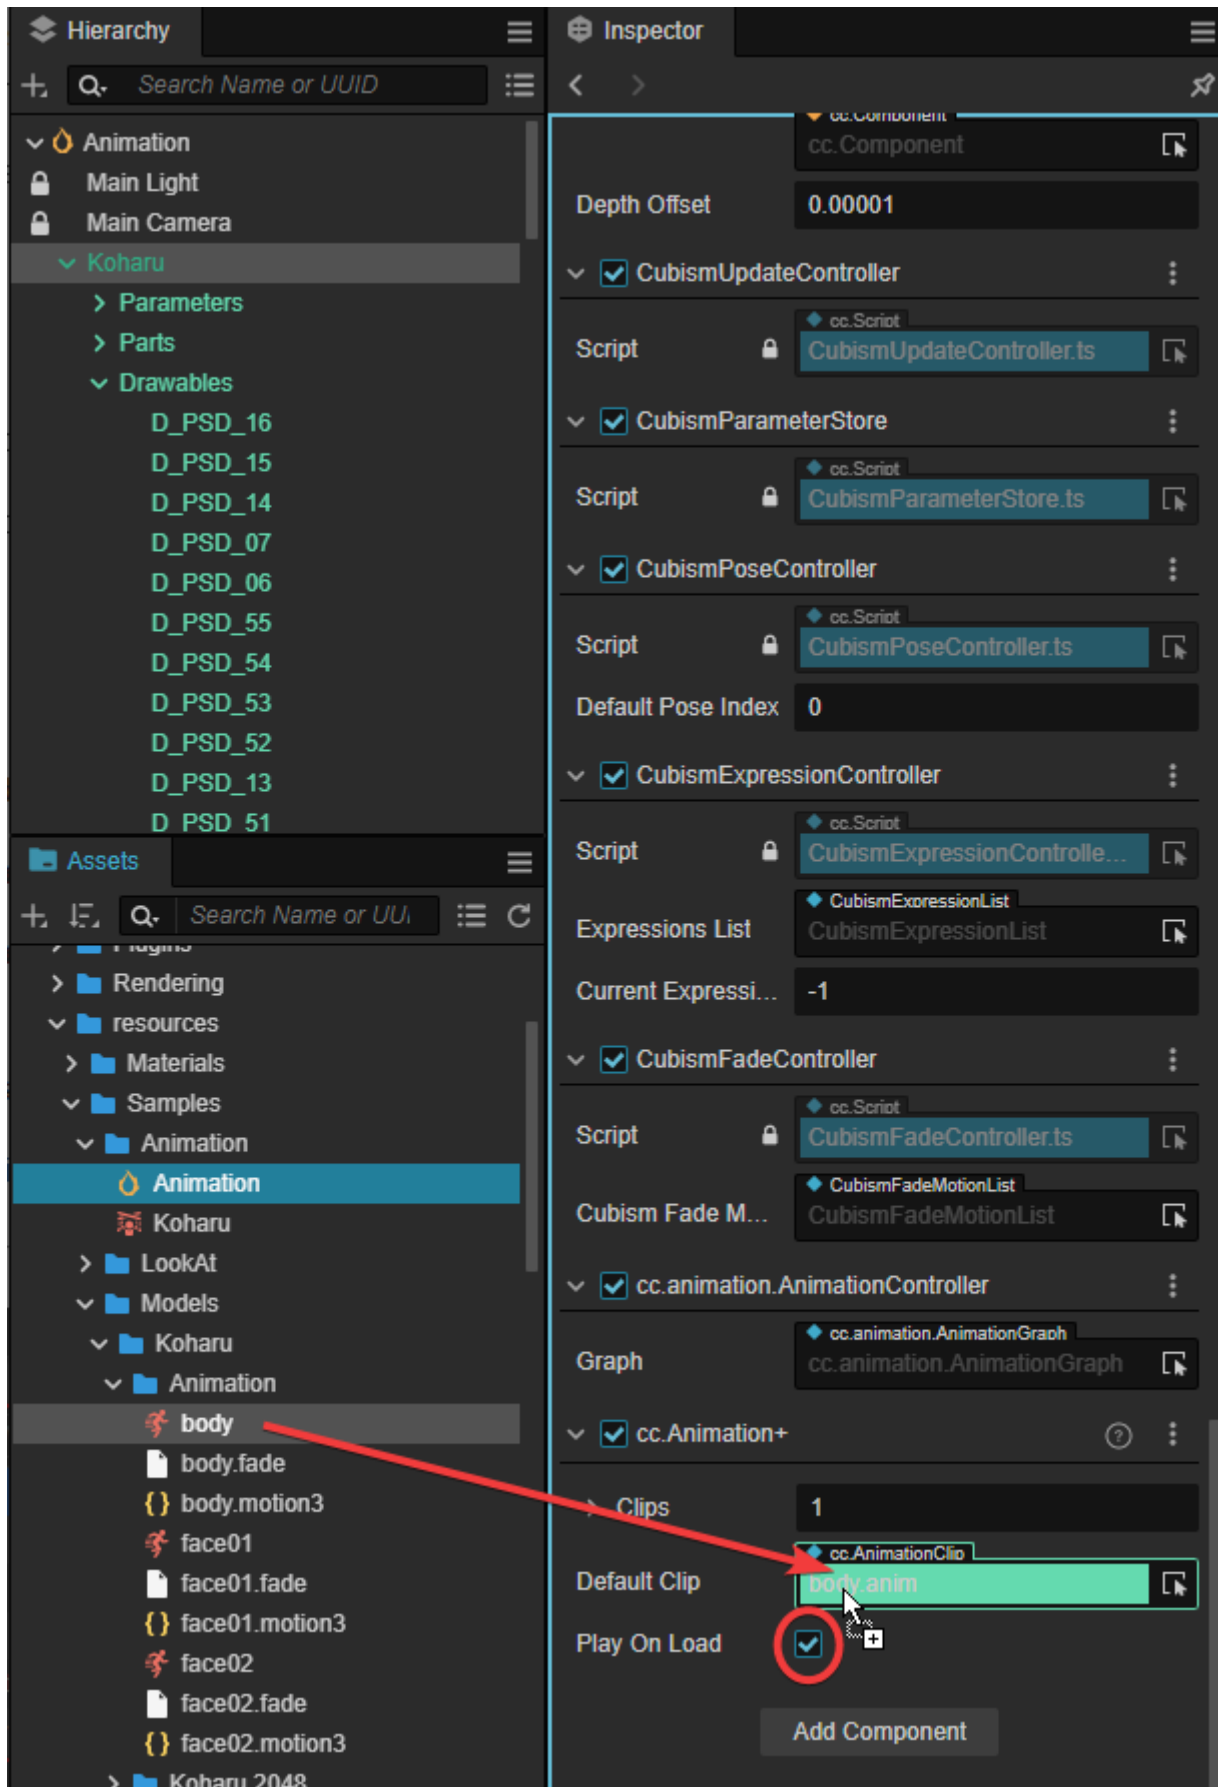 Hierarchy
Search Name or UUID
Animation
Main Light
Main Camera
Koharu
Parameters
Parts
Drawables
D_PSD_16
D_PSD_15
D_PSD_14
D_PSD_07
D_PSD_06
D_PSD_55
D_PSD_54
D_PSD_53
D_PSD_52
D_PSD_13
D_PSD_51
Assets
Search Name or UUI
Plugins
Rendering
resources
Materials
Samples
Animation
Animation
Koharu
LookAt
Models
Koharu
Animation
body
body.fade
body.motion3
face01
face01.fade
face01.motion3
face02
face02.fade
face02.motion3
Koharu 2048
Inspector
cc.Component
cc.Component
Depth Offset 0.00001
CubismUpdateController
cc.Script
Script CubismUpdateController.ts
CubismParameterStore
cc.Script
Script CubismParameterStore.ts
CubismPoseController
cc.Script
Script CubismPoseController.ts
Default Pose Index 0
CubismExpressionController
cc.Script
Script CubismExpressionControlle...
CubismExpressionList
Expressions List CubismExpressionList
Current Expressi... -1
CubismFadeController
cc.Script
Script CubismFadeController.ts
CubismFadeMotionList
Cubism Fade M... CubismFadeMotionList
cc.animation.AnimationController
cc.animation.AnimationGraph
Graph cc.animation.AnimationGraph
cc.Animation+
Clips 1
cc.AnimationClip
Default Clip body.anim
Play On Load
Add Component